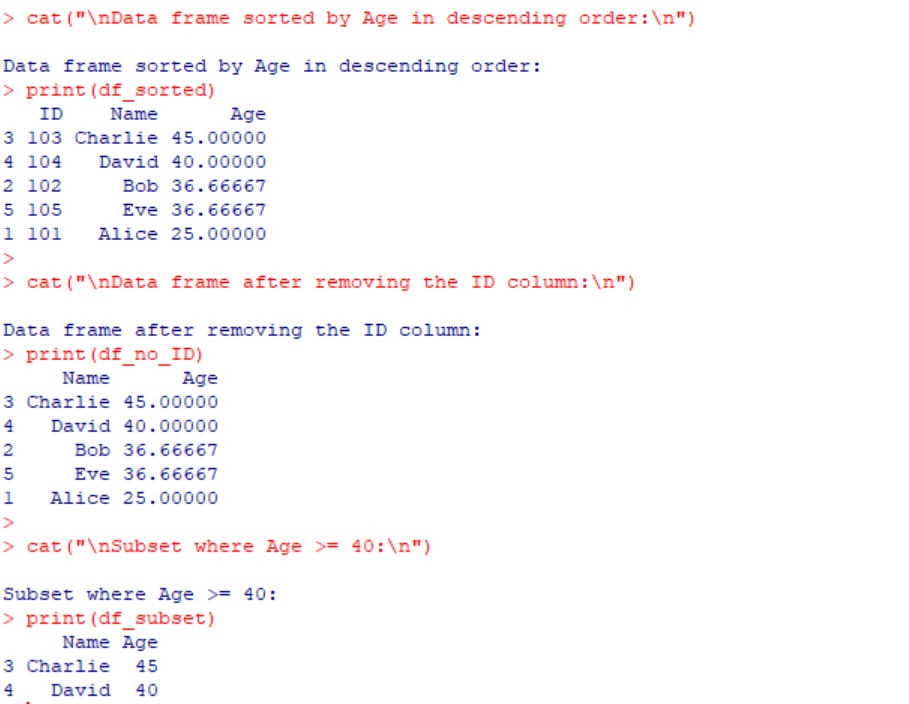 > cat("\nData frame sorted by Age in descending order:\n")
Data frame sorted by Age in descending order:
> print(df_sorted)
   ID    Name      Age
3 103 Charlie 45.00000
4 104   David 40.00000
2 102     Bob 36.66667
5 105     Eve 36.66667
1 101   Alice 25.00000
>
> cat("\nData frame after removing the ID column:\n")
Data frame after removing the ID column:
> print(df_no_ID)
     Name      Age
3 Charlie 45.00000
4   David 40.00000
2     Bob 36.66667
5     Eve 36.66667
1   Alice 25.00000
>
> cat("\nSubset where Age >= 40:\n")
Subset where Age >= 40:
> print(df_subset)
     Name Age
3 Charlie  45
4   David  40